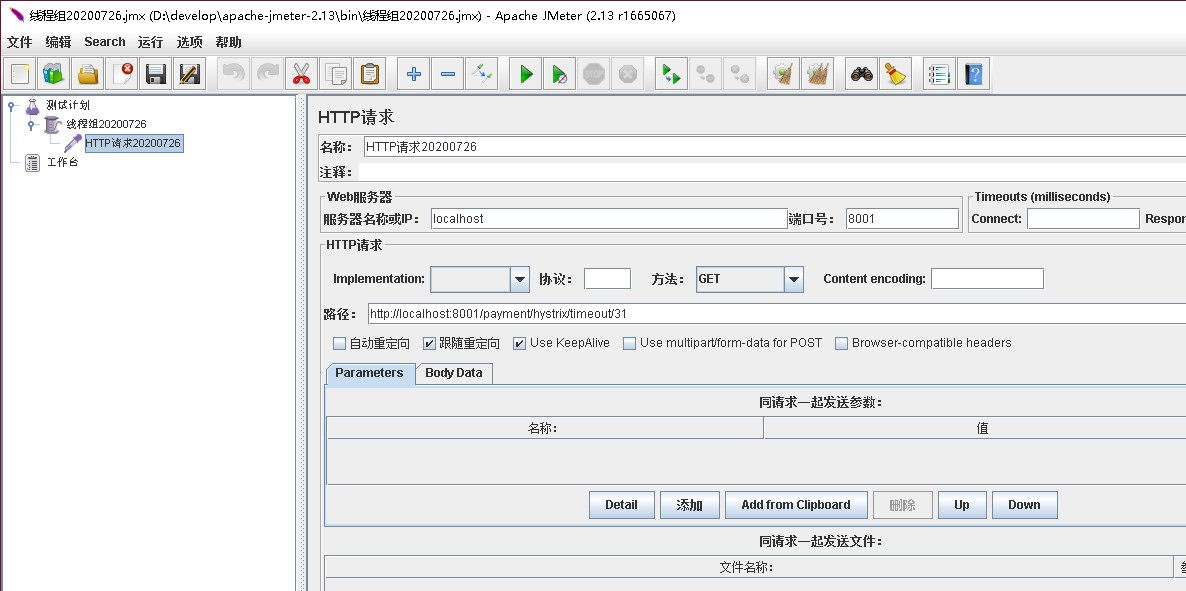 线程组20200726.jmx (D:\develop\apache-jmeter-2.13\bin\线程组20200726.jmx) - Apache JMeter (2.13 r1665067)
文件 编辑 Search 运行 选项 帮助
STOP
测试计划
线程组20200726
HTTP请求20200726
工作台
HTTP请求
名称： HTTP请求20200726
注释：
Web服务器 Timeouts (milliseconds)
服务器名称或IP： localhost 端口号： 8001 Connect: Respor
HTTP请求
Implementation: 协议： 方法： GET Content encoding:
路径： http://localhost:8001/payment/hystrix/timeout/31
自动重定向 跟随重定向 Use KeepAlive Use multipart/form-data for POST Browser-compatible headers
Parameters Body Data
同请求一起发送参数：
名称： 值
Detail 添加 Add from Clipboard 删除 Up Down
同请求一起发送文件：
文件名称：